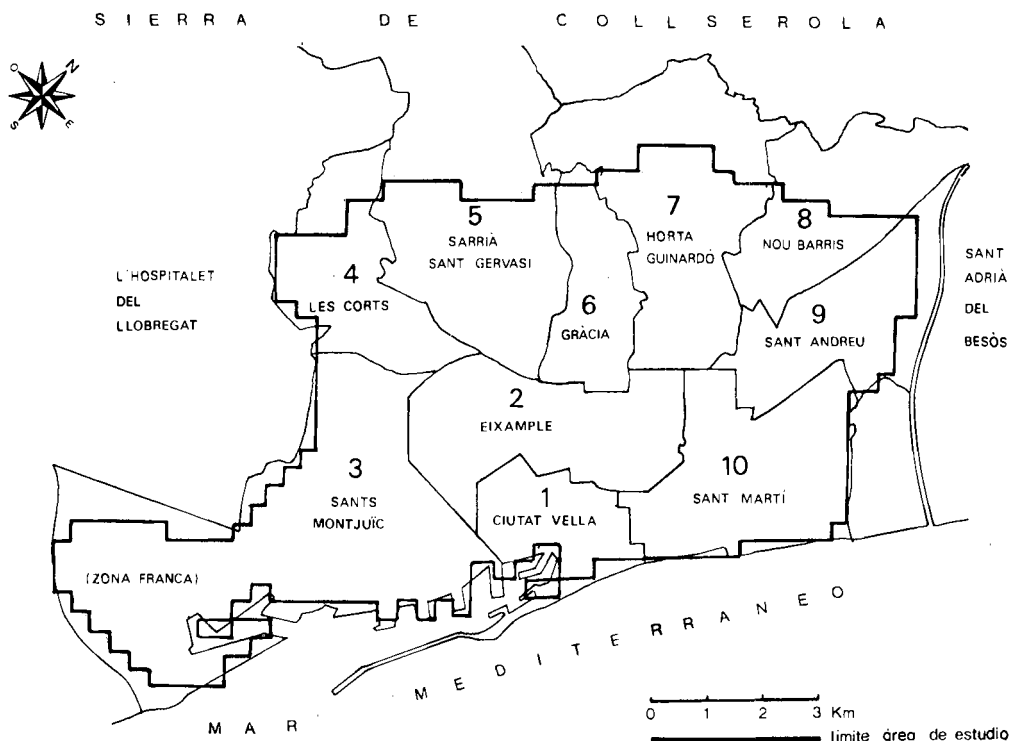 SIERRA DE COLLSEROLA
O N
S E
5
SARRIÀ
SANT GERVASI
7
HORTA
GUINARDÓ
8
NOU BARRIS
L'HOSPITALET
DEL
LLOBREGAT
4
LES CORTS
6
GRÀCIA
9
SANT ANDREU
SANT
ADRIÀ
DEL
BESÒS
2
EIXAMPLE
3
SANTS
MONTJUÏC
1
CIUTAT VELLA
10
SANT MARTÍ
(ZONA FRANCA)
MAR MEDITERRANEO
0 1 2 3 Km
límite área de estudio